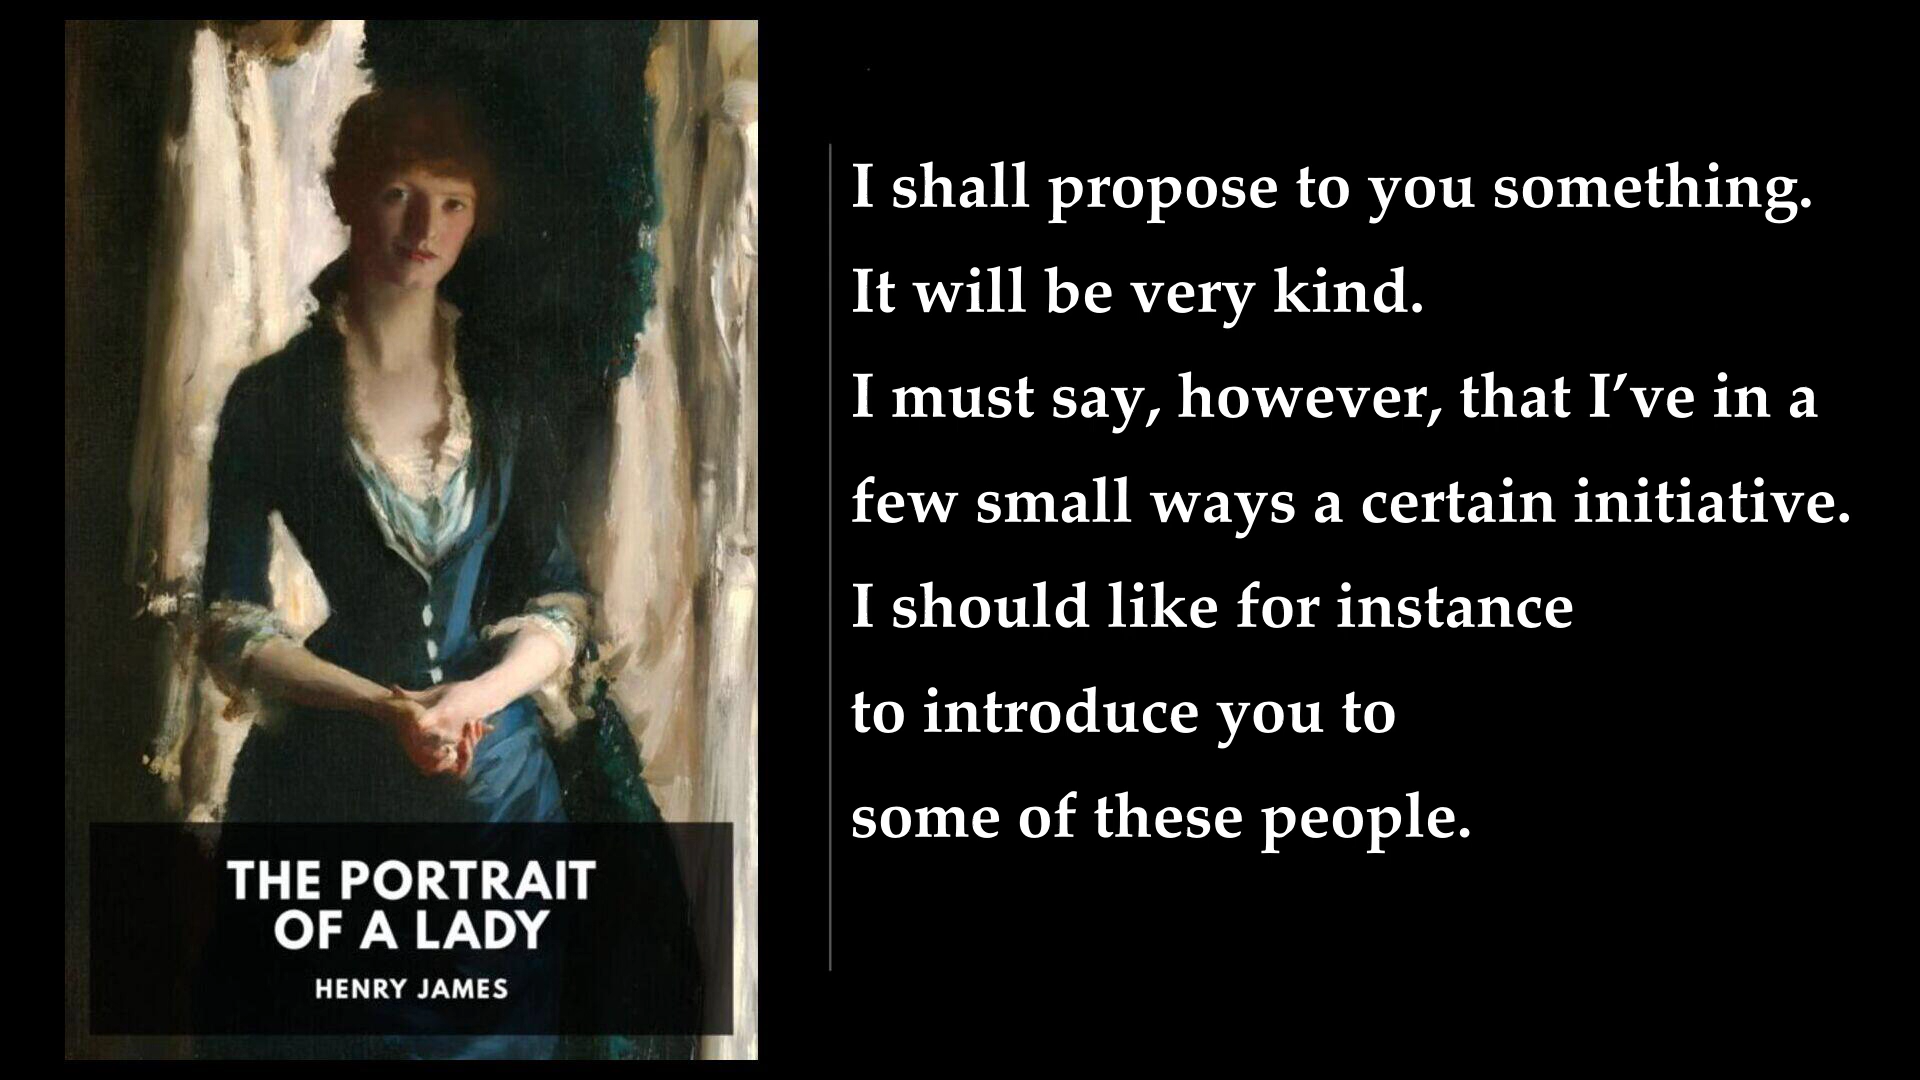 I shall propose to you something.
It will be very kind.
I must say, however, that I’ve in a
few small ways a certain initiative.
I should like for instance
to introduce you to
some of these people.
THE PORTRAIT
OF A LADY
HENRY JAMES